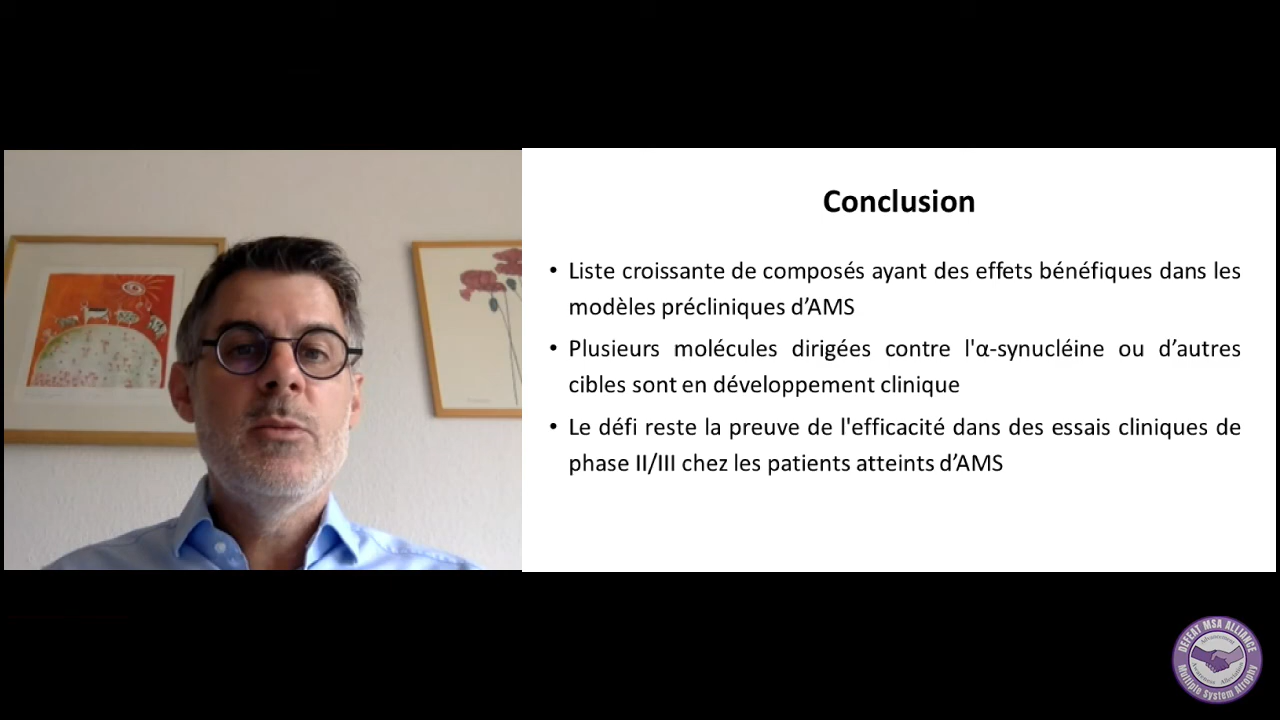 Conclusion
• Liste croissante de composés ayant des effets bénéfiques dans les
modèles précliniques d’AMS
• Plusieurs molécules dirigées contre l'α-synucléine ou d’autres
cibles sont en développement clinique
• Le défi reste la preuve de l'efficacité dans des essais cliniques de
phase II/III chez les patients atteints d’AMS
DEFEAT MSA ALLIANCE
Multiple System Atrophy